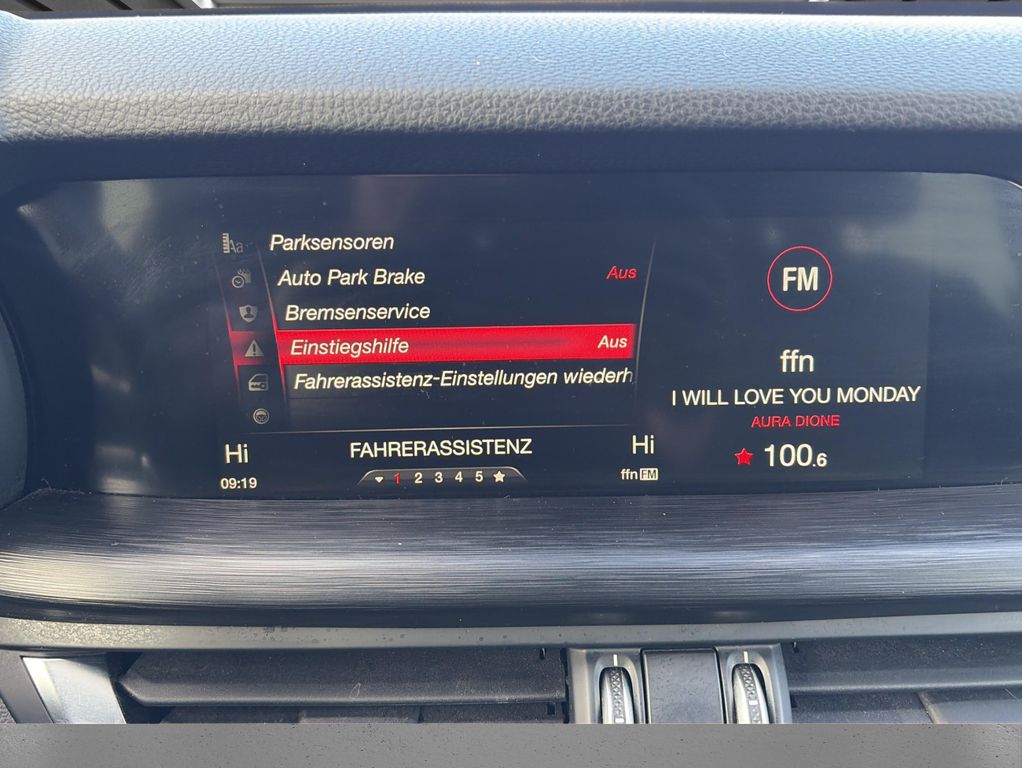 Aa
Parksensoren
Auto Park Brake Aus
Bremsenservice
Einstiegshilfe Aus
Fahrerassistenz-Einstellungen wiederh
Hi FAHRERASSISTENZ Hi
09:19 1 2 3 4 5 ffn FM
FM
ffn
I WILL LOVE YOU MONDAY
AURA DIONE
100.6